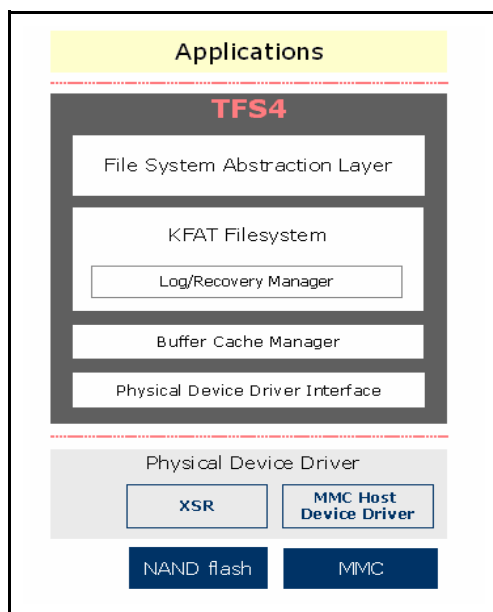 Applications
TFS4
File System Abstraction Layer
KFAT Filesystem
Log/Recovery Manager
Buffer Cache Manager
Physical Device Driver Interface
Physical Device Driver
XSR
MMC Host
Device Driver
NAND flash
MMC